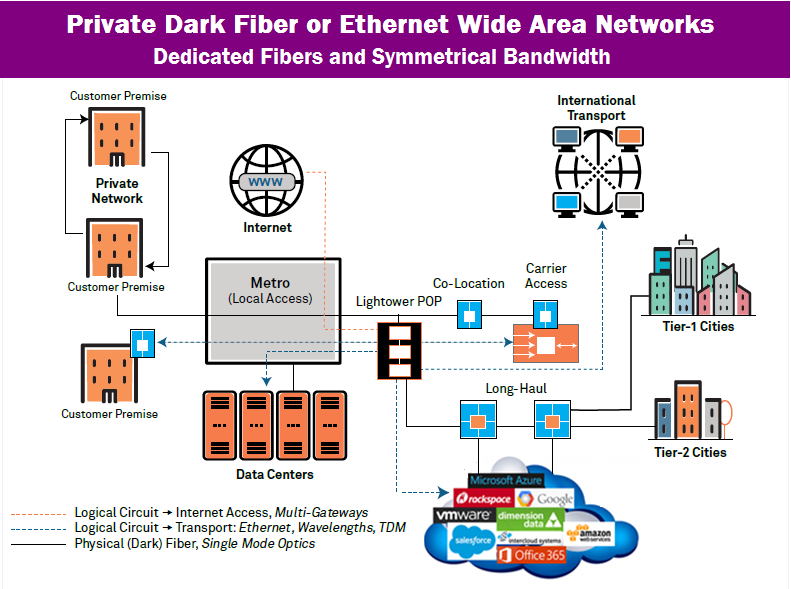 Private Dark Fiber or Ethernet Wide Area Networks
Dedicated Fibers and Symmetrical Bandwidth
Customer Premise
Private
Network
Customer Premise
WWW
Internet
International
Transport
Metro
(Local Access)
Lightower POP
Co-Location
Carrier
Access
Tier-1 Cities
Customer Premise
Data Centers
Long-Haul
Tier-2 Cities
Microsoft Azure
rackspace
Google
vmware
dimension
DATA
salesforce
intercloud systems
amazon
web services
Office 365
Logical Circuit → Internet Access, Multi-Gateways
Logical Circuit → Transport: Ethernet, Wavelengths, TDM
Physical (Dark) Fiber, Single Mode Optics